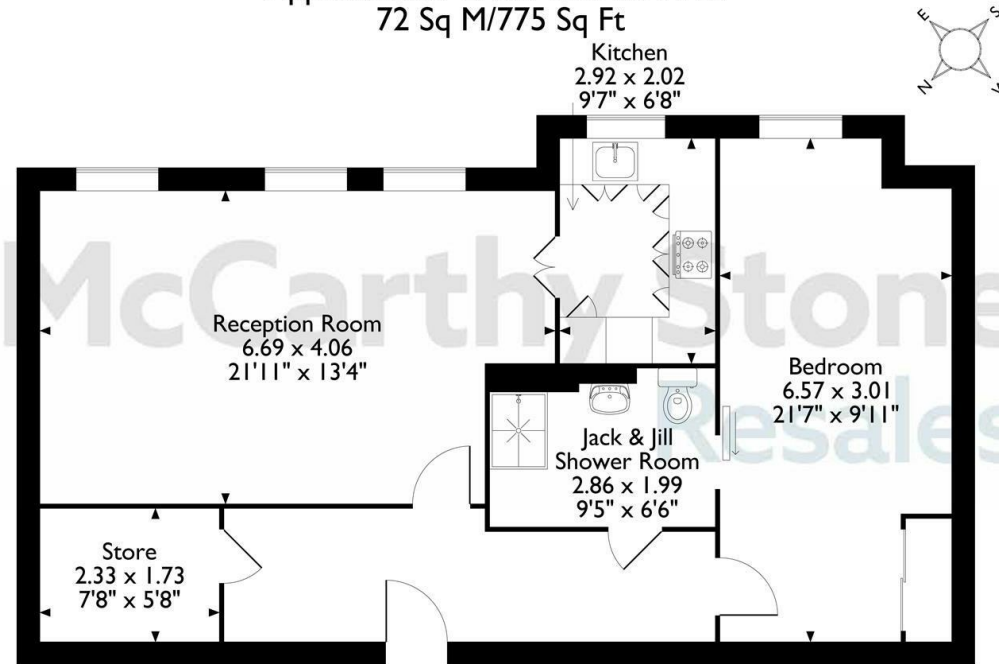 72 Sq M/775 Sq Ft
E
S
N
Kitchen
2.92 x 2.02
9'7" x 6'8"
McCarthy Stone
Resales
Reception Room
6.69 x 4.06
21'11" x 13'4"
Bedroom
6.57 x 3.01
21'7" x 9'11"
Jack & Jill
Shower Room
2.86 x 1.99
9'5" x 6'6"
Store
2.33 x 1.73
7'8" x 5'8"